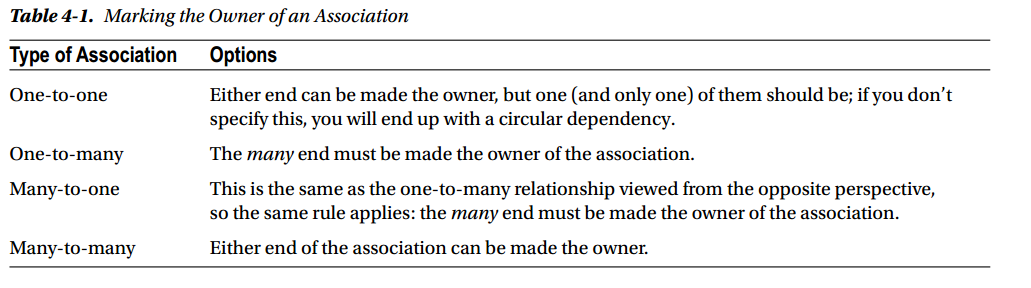 Table 4-1. Marking the Owner of an Association
Type of Association Options
One-to-one Either end can be made the owner, but one (and only one) of them should be; if you don’t
specify this, you will end up with a circular dependency.
One-to-many The many end must be made the owner of the association.
Many-to-one This is the same as the one-to-many relationship viewed from the opposite perspective,
so the same rule applies: the many end must be made the owner of the association.
Many-to-many Either end of the association can be made the owner.